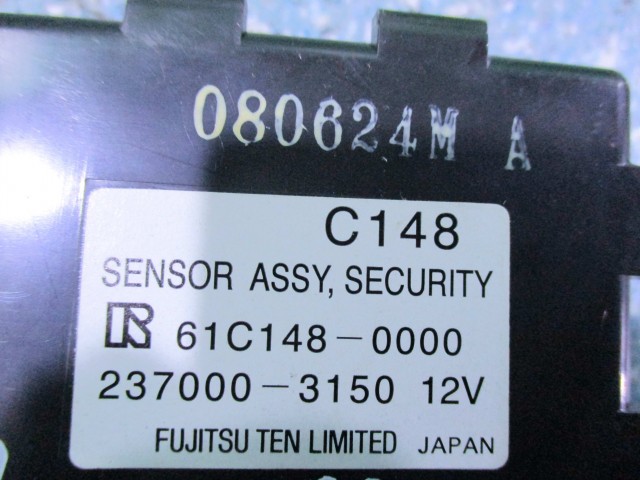 080624M A
C148
SENSOR ASSY, SECURITY
R 61C148-0000
237000-3150 12V
FUJITSU TEN LIMITED JAPAN